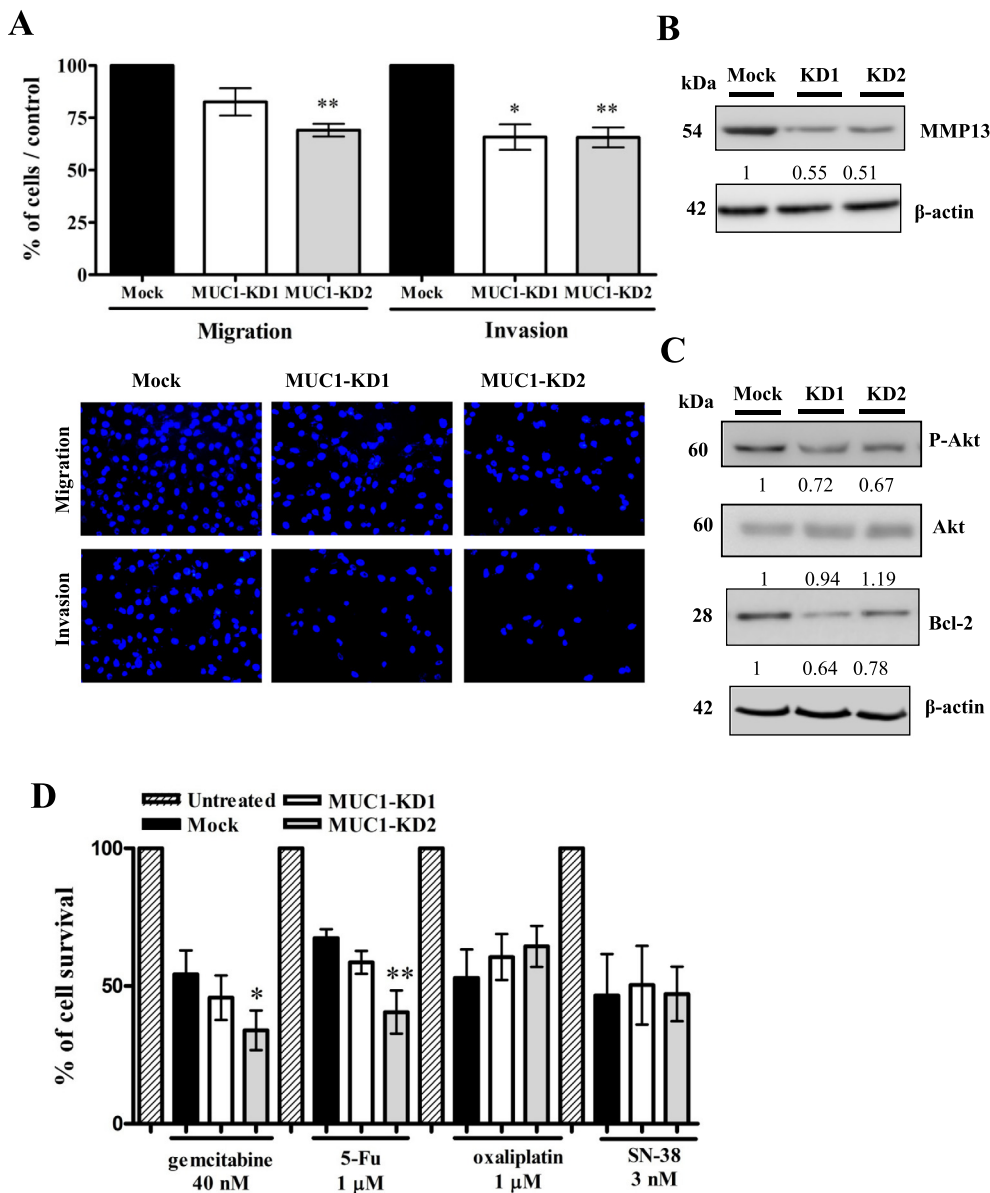 A
% of cells / control
100
75
50
25
0
**
*
**
Mock MUC1-KD1 MUC1-KD2 Mock MUC1-KD1 MUC1-KD2
Migration Invasion
Mock MUC1-KD1 MUC1-KD2
Migration
Invasion
B
kDa Mock KD1 KD2
54 MMP13
1 0.55 0.51
42 β-actin
C
kDa Mock KD1 KD2
60 P-Akt
1 0.72 0.67
60 Akt
1 0.94 1.19
28 Bcl-2
1 0.64 0.78
42 β-actin
D
Untreated MUC1-KD1
Mock MUC1-KD2
% of cell survival
100
50
0
*
**
gemcitabine 5-Fu oxaliplatin SN-38
40 nM 1 µM 1 µM 3 nM